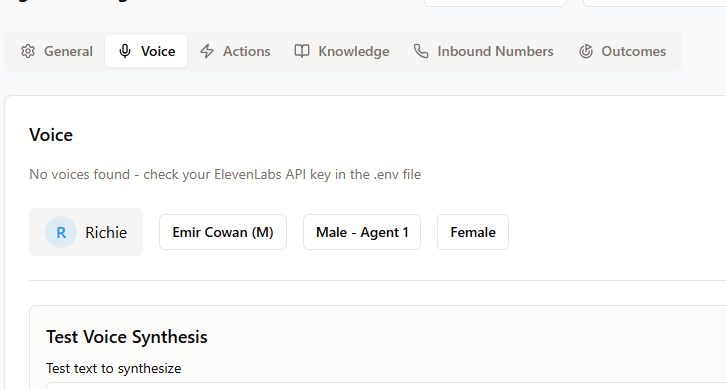 General Voice Actions Knowledge Inbound Numbers Outcomes
Voice
No voices found - check your ElevenLabs API key in the .env file
R Richie Emir Cowan (M) Male - Agent 1 Female
Test Voice Synthesis
Test text to synthesize